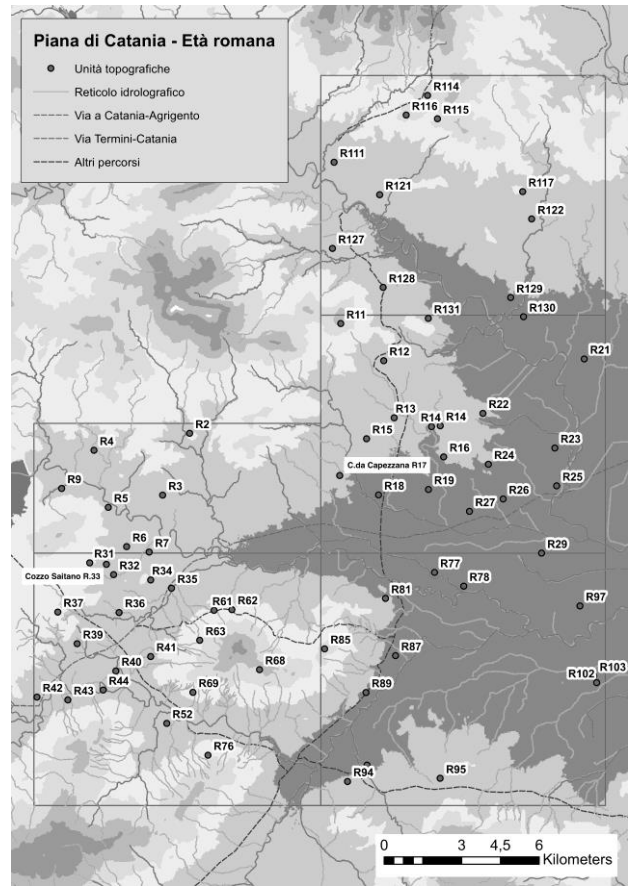 Piana di Catania - Età romana
Unità topografiche
Reticolo idrolografico
Via a Catania-Agrigento
Via Termini-Catania
Altri percorsi
R114
R116
R115
R111
R121
R117
R122
R127
R128
R129
R11
R131
R130
R12
R21
R13
R22
R2
R14
R14
R4
R15
R23
R16
R24
C.da Capezzana R17
R9
R3
R18
R19
R25
R5
R26
R27
R6
R7
R29
R31
R32
R77
Cozzo Saitano R.33
R34
R78
R35
R81
R37
R36
R61
R62
R97
R39
R63
R85
R41
R87
R40
R68
R103
R102
R42
R43
R44
R69
R89
R52
R76
R94
R95
0 3 4,5 6
Kilometers